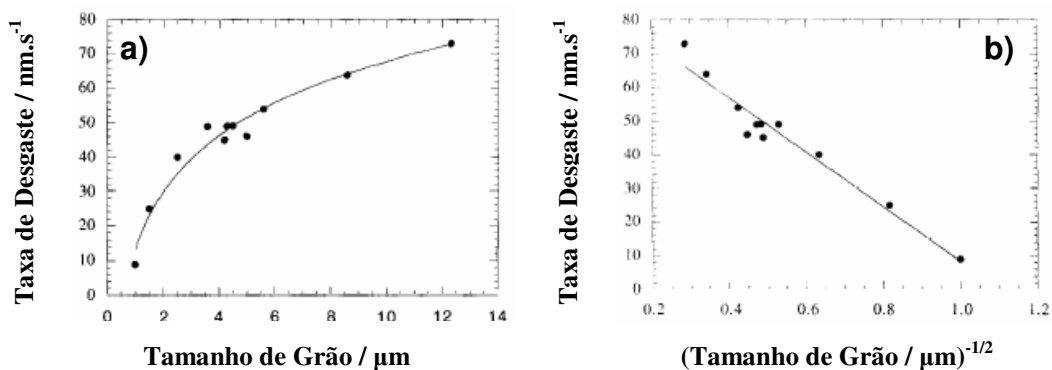 a)
80
70
60
50
40
30
20
10
0
0 2 4 6 8 10 12 14
Taxa de Desgaste / nm.s⁻¹
Tamanho de Grão / μm
b)
80
70
60
50
40
30
20
10
0
0.2 0.4 0.6 0.8 1.0 1.2
Taxa de Desgaste / nm.s⁻¹
(Tamanho de Grão / μm)⁻¹/²